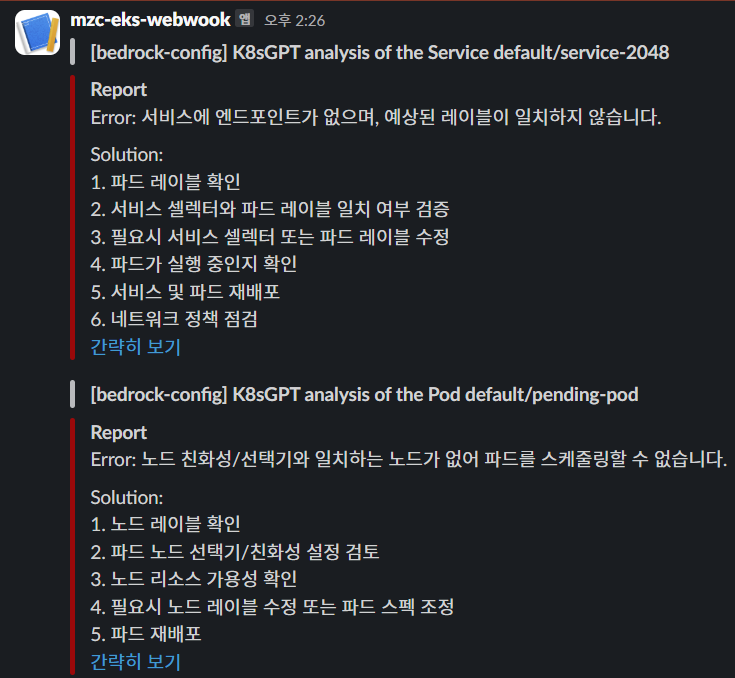 mzc-eks-webwook 앱 오후 2:26
[bedrock-config] K8sGPT analysis of the Service default/service-2048
Report
Error: 서비스에 엔드포인트가 없으며, 예상된 레이블이 일치하지 않습니다.
Solution:
1. 파드 레이블 확인
2. 서비스 셀렉터와 파드 레이블 일치 여부 검증
3. 필요시 서비스 셀렉터 또는 파드 레이블 수정
4. 파드가 실행 중인지 확인
5. 서비스 및 파드 재배포
6. 네트워크 정책 점검
간략히 보기
[bedrock-config] K8sGPT analysis of the Pod default/pending-pod
Report
Error: 노드 친화성/선택기와 일치하는 노드가 없어 파드를 스케줄링할 수 없습니다.
Solution:
1. 노드 레이블 확인
2. 파드 노드 선택기/친화성 설정 검토
3. 노드 리소스 가용성 확인
4. 필요시 노드 레이블 수정 또는 파드 스펙 조정
5. 파드 재배포
간략히 보기